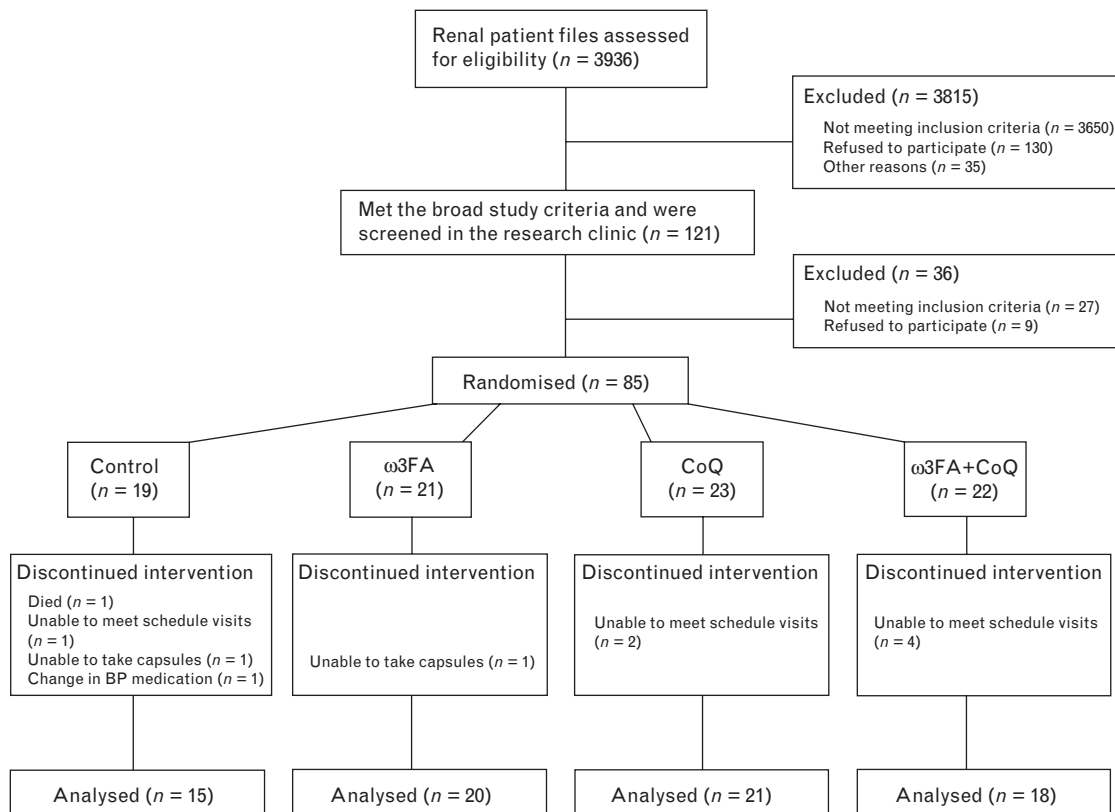 Renal patient files assessed
for eligibility (n = 3936)
Excluded (n = 3815)
Not meeting inclusion criteria (n = 3650)
Refused to participate (n = 130)
Other reasons (n = 35)
Met the broad study criteria and were
screened in the research clinic (n = 121)
Excluded (n = 36)
Not meeting inclusion criteria (n = 27)
Refused to participate (n = 9)
Randomised (n = 85)
Control
(n = 19)
ω3FA
(n = 21)
CoQ
(n = 23)
ω3FA+CoQ
(n = 22)
Discontinued intervention
Died (n = 1)
Unable to meet schedule visits
(n = 1)
Unable to take capsules (n = 1)
Change in BP medication (n = 1)
Discontinued intervention
Unable to take capsules (n = 1)
Discontinued intervention
Unable to meet schedule visits
(n = 2)
Discontinued intervention
Unable to meet schedule visits
(n = 4)
Analysed (n = 15)
Analysed (n = 20)
Analysed (n = 21)
Analysed (n = 18)